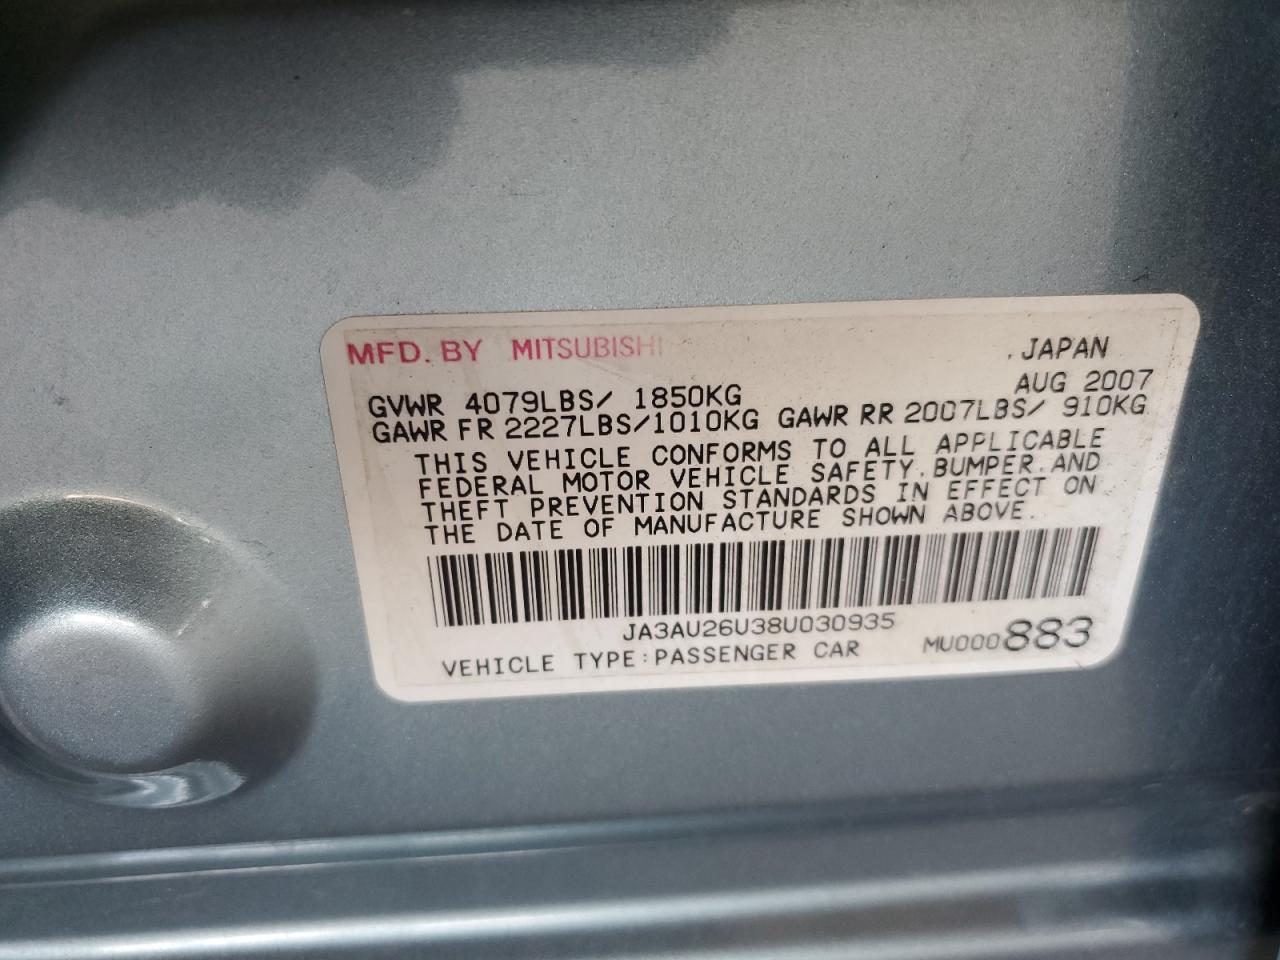 MFD. BY MITSUBISHI
.JAPAN
AUG 2007
GVWR 4079LBS/ 1850KG
GAWR FR 2227LBS/1010KG GAWR RR 2007LBS/ 910KG
THIS VEHICLE CONFORMS TO ALL APPLICABLE
FEDERAL MOTOR VEHICLE SAFETY.BUMPER.AND
THEFT PREVENTION STANDARDS IN EFFECT ON
THE DATE OF MANUFACTURE SHOWN ABOVE.
JA3AU26U38U030935
VEHICLE TYPE:PASSENGER CAR
MU000883